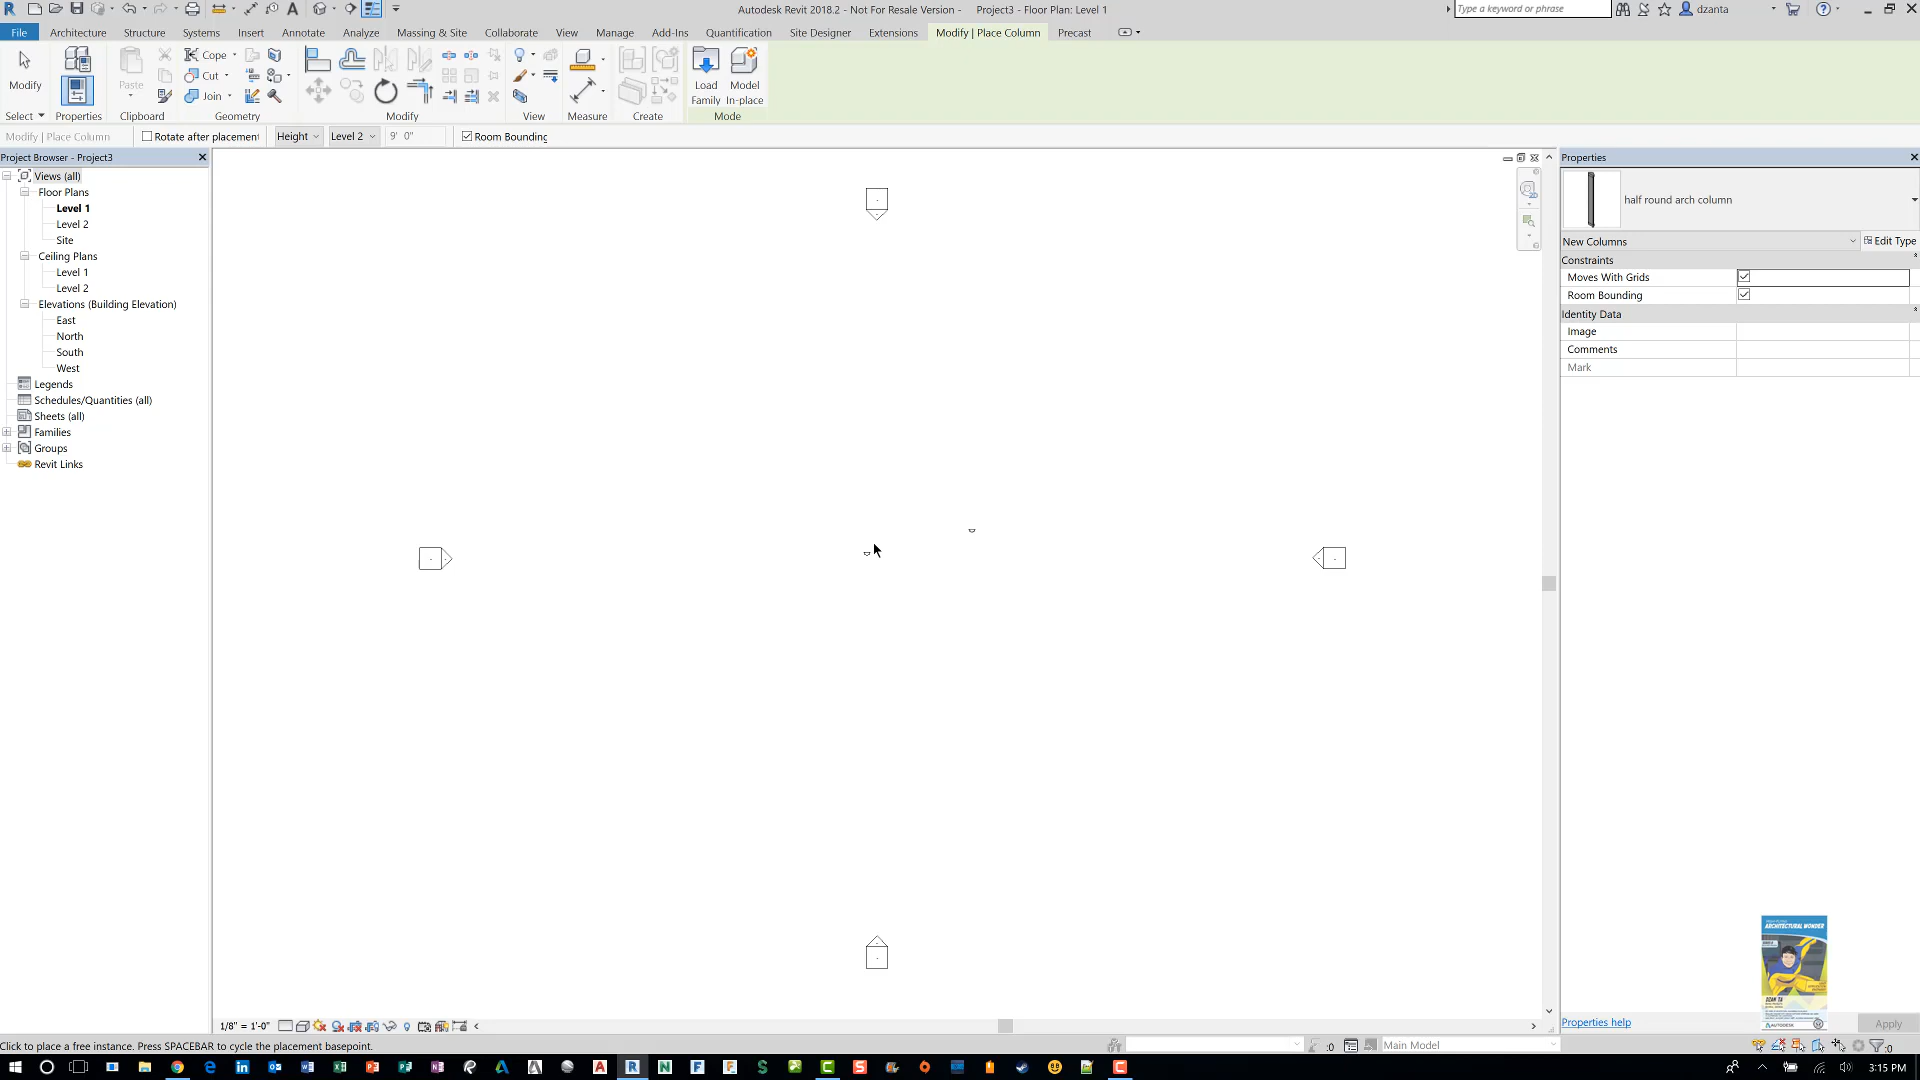 Autodesk Revit 2018.2 - Not For Resale Version - Project3 - Floor Plan: Level 1
Type a keyword or phrase
dzanta
File Architecture Structure Systems Insert Annotate Analyze Massing & Site Collaborate View Manage Add-Ins Quantification Site Designer Extensions Modify | Place Column Precast
Modify
Paste
Cope
Cut
Join
Load
Family
Model
In-place
Select Properties Clipboard Geometry Modify View Measure Create Mode
Modify | Place Column Rotate after placement Height Level 2 9' 0" Room Bounding
Project Browser - Project3
Views (all)
Floor Plans
Level 1
Level 2
Site
Ceiling Plans
Level 1
Level 2
Elevations (Building Elevation)
East
North
South
West
Legends
Schedules/Quantities (all)
Sheets (all)
Families
Groups
Revit Links
Properties
half round arch column
New Columns Edit Type
Constraints
Moves With Grids
Room Bounding
Identity Data
Image
Comments
Mark
ARCHITECTURAL WONDER
AUTODESK
Properties help Apply
1/8" = 1'-0"
Click to place a free instance. Press SPACEBAR to cycle the placement basepoint.
:0 Main Model :0
3:15 PM